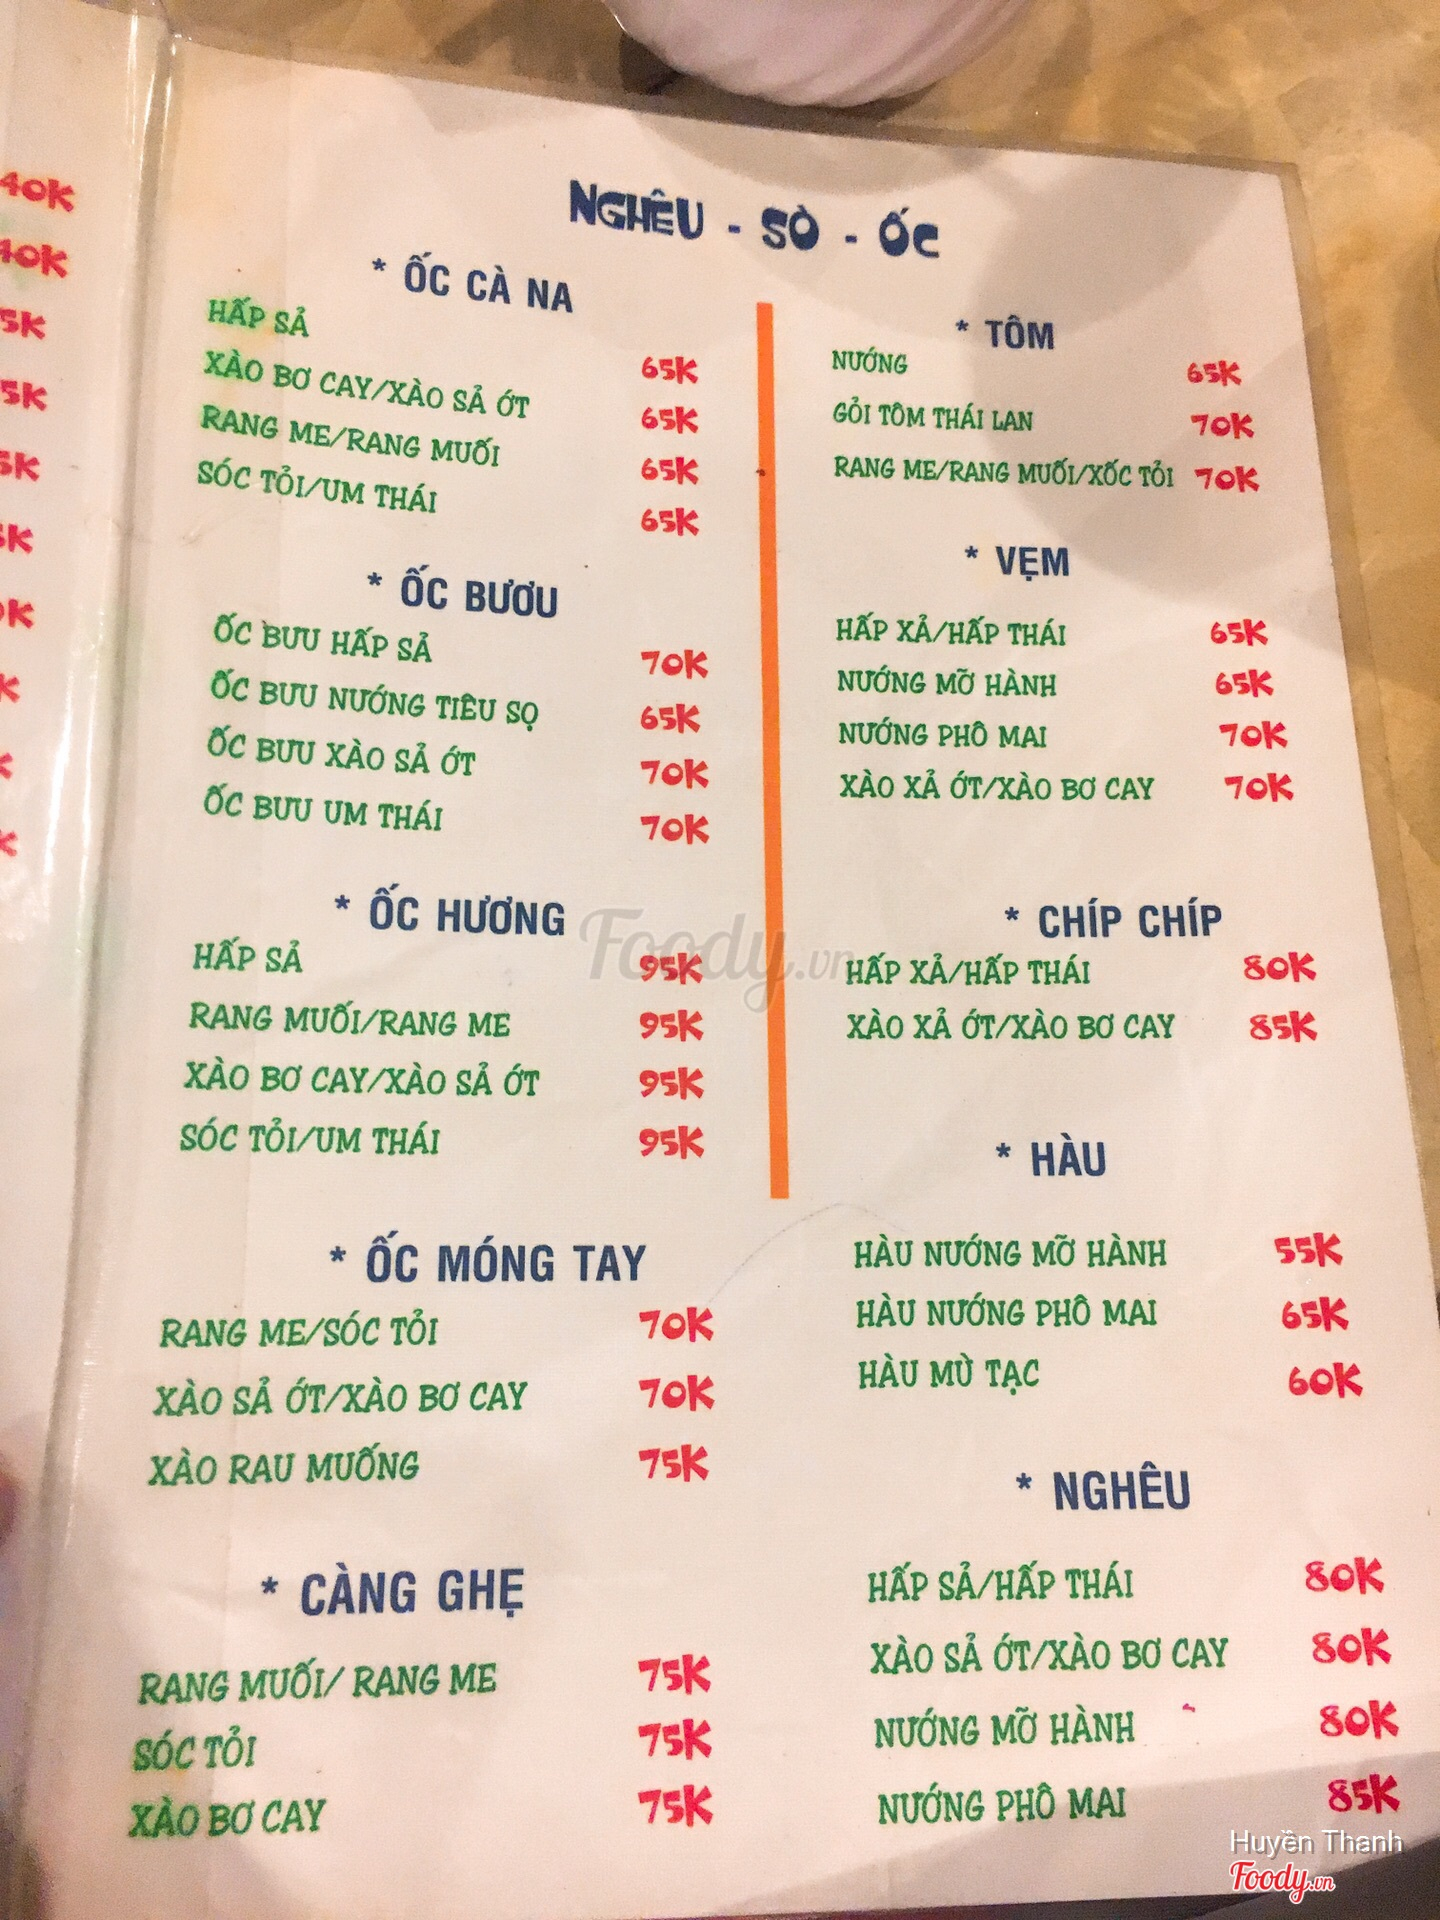 40K
40K
5K
5K
5K
5K
0K
K
K
K
NGHÊU - SÒ - ỐC
* ỐC CÀ NA
HẤP SẢ 65K
XÀO BƠ CAY/XÀO SẢ ỚT 65K
RANG ME/RANG MUỐI 65K
SÓC TỎI/UM THÁI 65K
* ỐC BƯƠU
ỐC BƯU HẤP SẢ 70K
ỐC BƯU NƯỚNG TIÊU SỌ 65K
ỐC BƯU XÀO SẢ ỚT 70K
ỐC BƯU UM THÁI 70K
* ỐC HƯƠNG
HẤP SẢ 95K
RANG MUỐI/RANG ME 95K
XÀO BƠ CAY/XÀO SẢ ỚT 95K
SÓC TỎI/UM THÁI 95K
* ỐC MÓNG TAY
RANG ME/SÓC TỎI 70K
XÀO SẢ ỚT/XÀO BƠ CAY 70K
XÀO RAU MUỐNG 75K
* CÀNG GHẸ
RANG MUỐI/ RANG ME 75K
SÓC TỎI 75K
XÀO BƠ CAY 75K
* TÔM
NƯỚNG 65K
GỎI TÔM THÁI LAN 70K
RANG ME/RANG MUỐI/XỐC TỎI 70K
* VẸM
HẤP XẢ/HẤP THÁI 65K
NƯỚNG MỠ HÀNH 65K
NƯỚNG PHÔ MAI 70K
XÀO XẢ ỚT/XÀO BƠ CAY 70K
* CHÍP CHÍP
HẤP XẢ/HẤP THÁI 80K
XÀO XẢ ỚT/XÀO BƠ CAY 85K
* HÀU
HÀU NƯỚNG MỠ HÀNH 55K
HÀU NƯỚNG PHÔ MAI 65K
HÀU MÙ TẠC 60K
* NGHÊU
HẤP SẢ/HẤP THÁI 80K
XÀO SẢ ỚT/XÀO BƠ CAY 80K
NƯỚNG MỠ HÀNH 80K
NƯỚNG PHÔ MAI 85K
Foody.vn
Huyền Thanh
Foody.vn